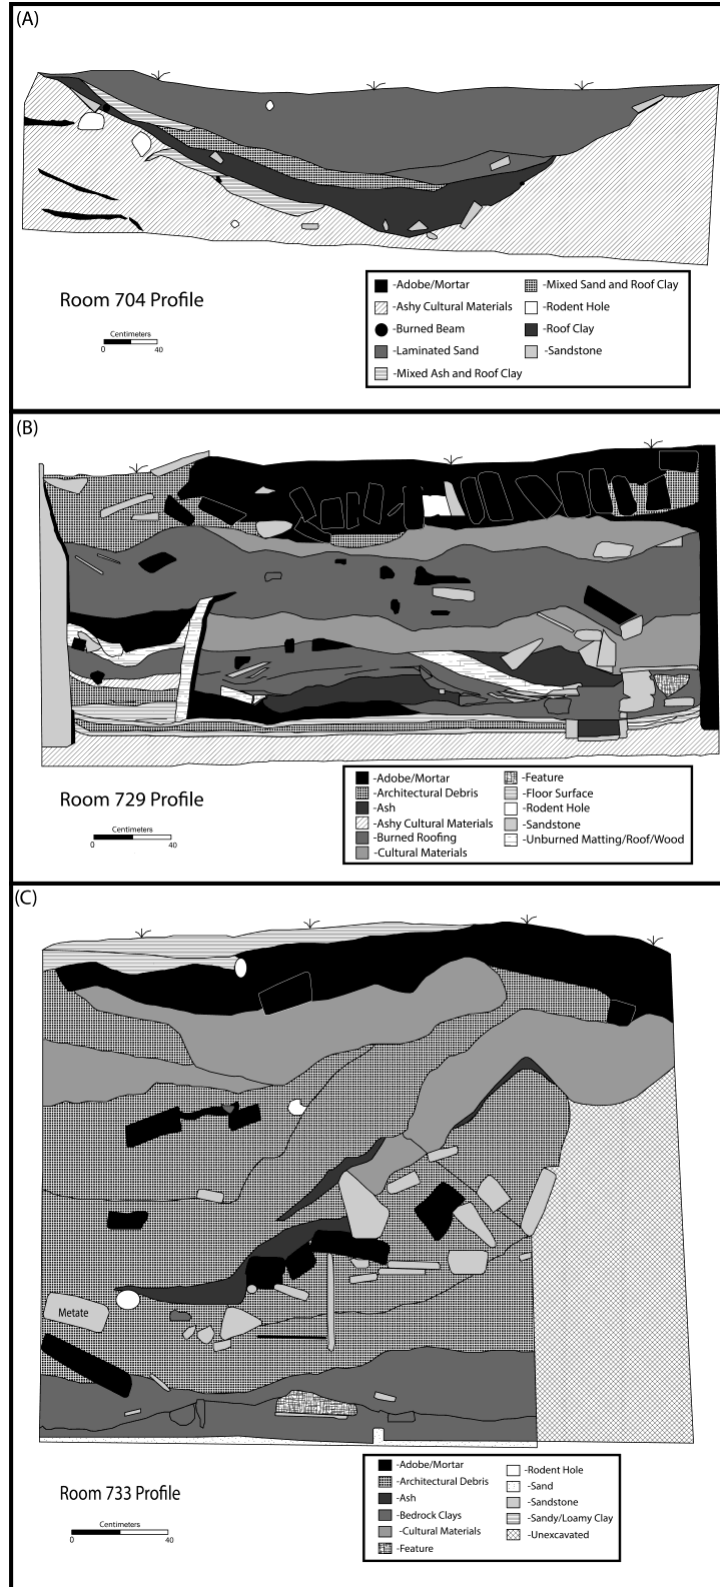 (A)
Room 704 Profile
Centimeters
0 40
-Adobe/Mortar
-Ashy Cultural Materials
-Burned Beam
-Laminated Sand
-Mixed Ash and Roof Clay
-Mixed Sand and Roof Clay
-Rodent Hole
-Roof Clay
-Sandstone
(B)
Room 729 Profile
Centimeters
0 40
-Adobe/Mortar
-Architectural Debris
-Ash
-Ashy Cultural Materials
-Burned Roofing
-Cultural Materials
-Feature
-Floor Surface
-Rodent Hole
-Sandstone
-Unburned Matting/Roof/Wood
(C)
Metate
Room 733 Profile
Centimeters
0 40
-Adobe/Mortar
-Architectural Debris
-Ash
-Bedrock Clays
-Cultural Materials
-Feature
-Rodent Hole
-Sand
-Sandstone
-Sandy/Loamy Clay
-Unexcavated